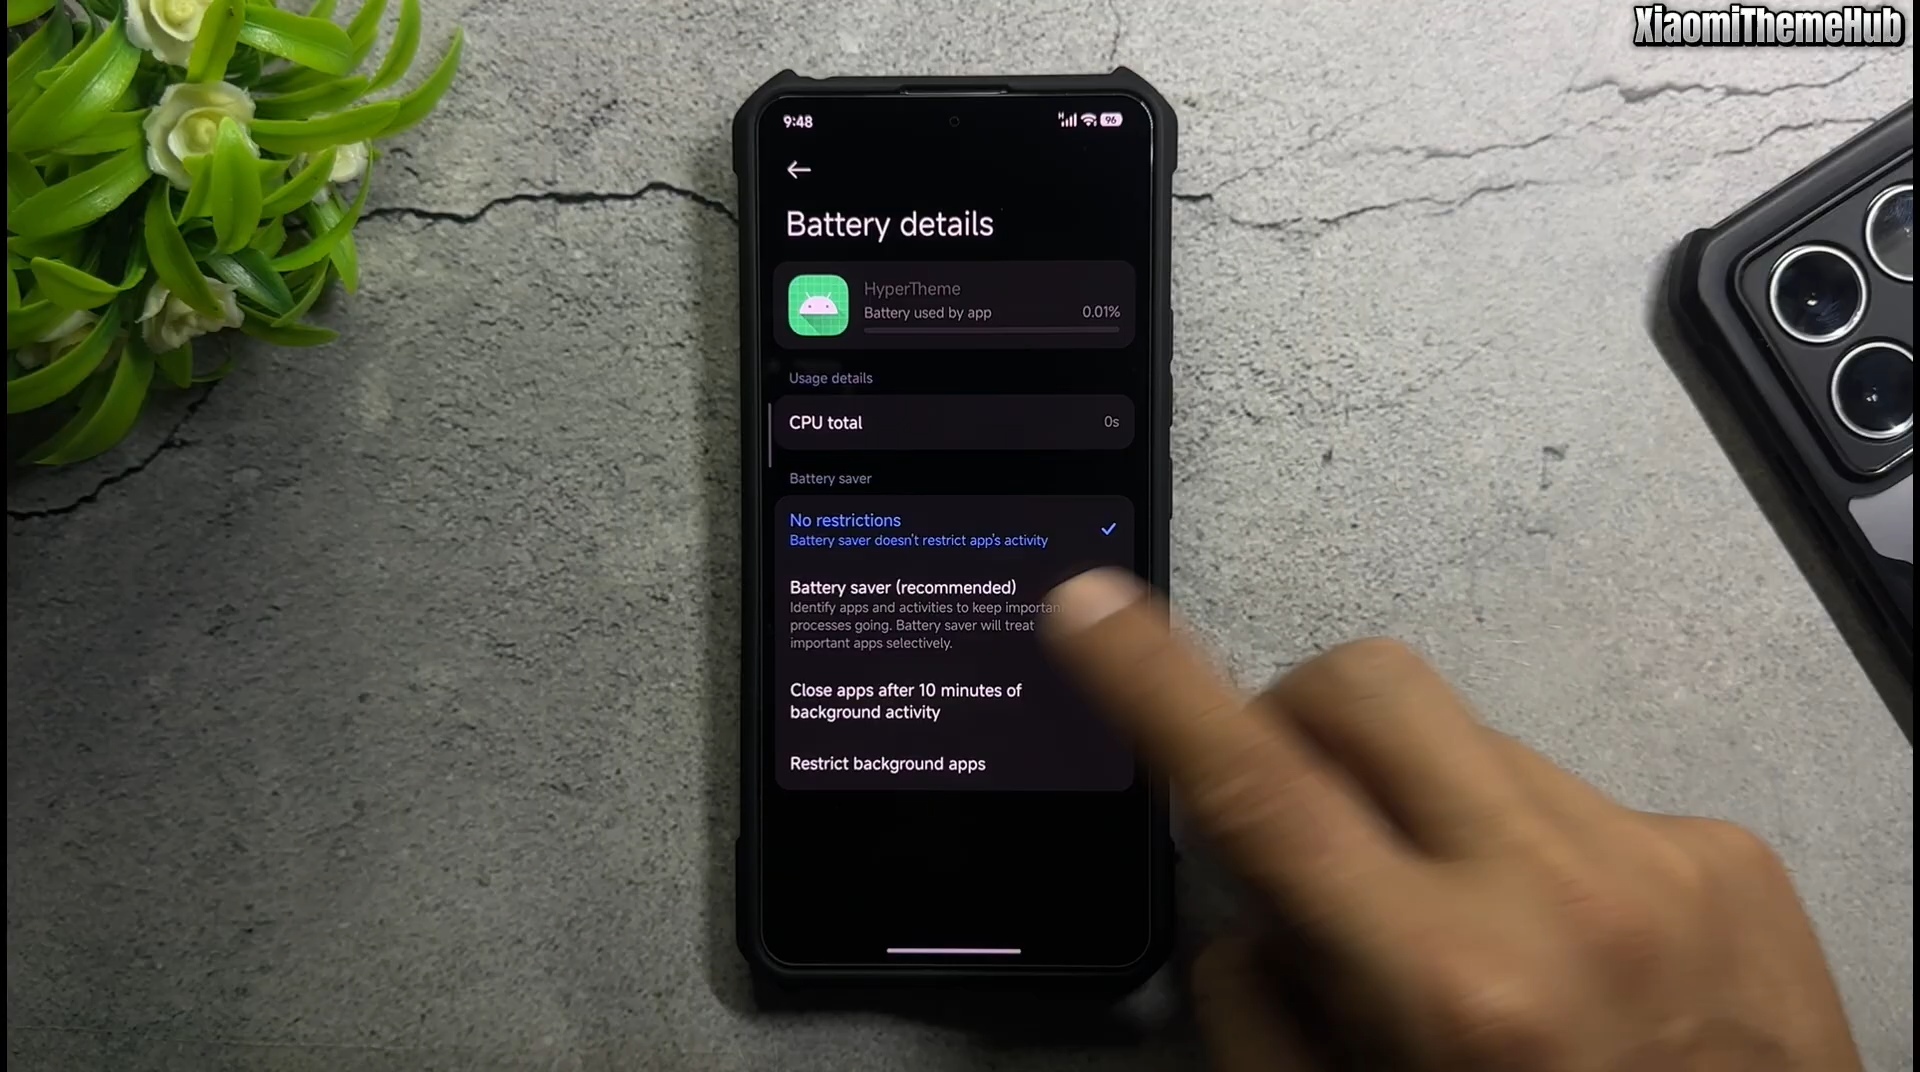 XiaomiThemeHub
9:48
H
96
Battery details
HyperTheme
Battery used by app
0.01%
Usage details
CPU total
0s
Battery saver
No restrictions
Battery saver doesn't restrict app's activity
Battery saver (recommended)
Identify apps and activities to keep importan
processes going. Battery saver will treat
important apps selectively.
Close apps after 10 minutes of
background activity
Restrict background apps